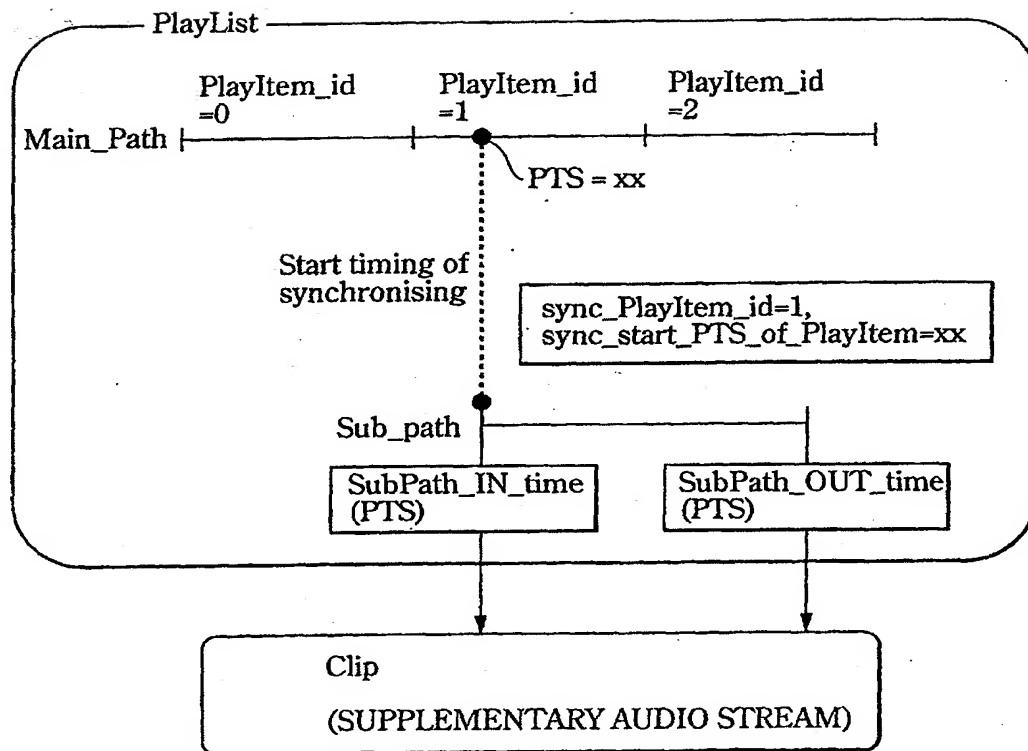 PlayList
PlayItem_id
=0
PlayItem_id
=1
PlayItem_id
=2
Main_Path
PTS = xx
Start timing of
synchronising
sync_PlayItem_id=1,
sync_start_PTS_of_PlayItem=xx
Sub_path
SubPath_IN_time
(PTS)
SubPath_OUT_time
(PTS)
Clip
(SUPPLEMENTARY AUDIO STREAM)